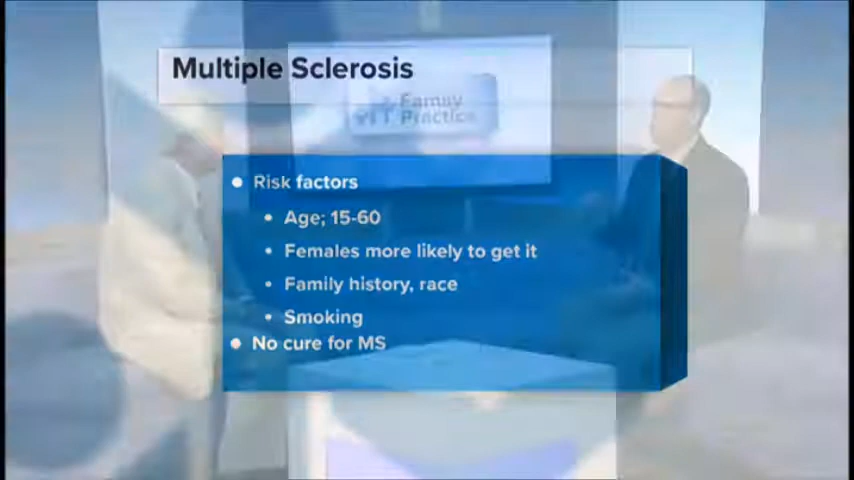 Multiple Sclerosis
Family
Practice
Risk factors
Age; 15-60
Females more likely to get it
Family history, race
Smoking
No cure for MS